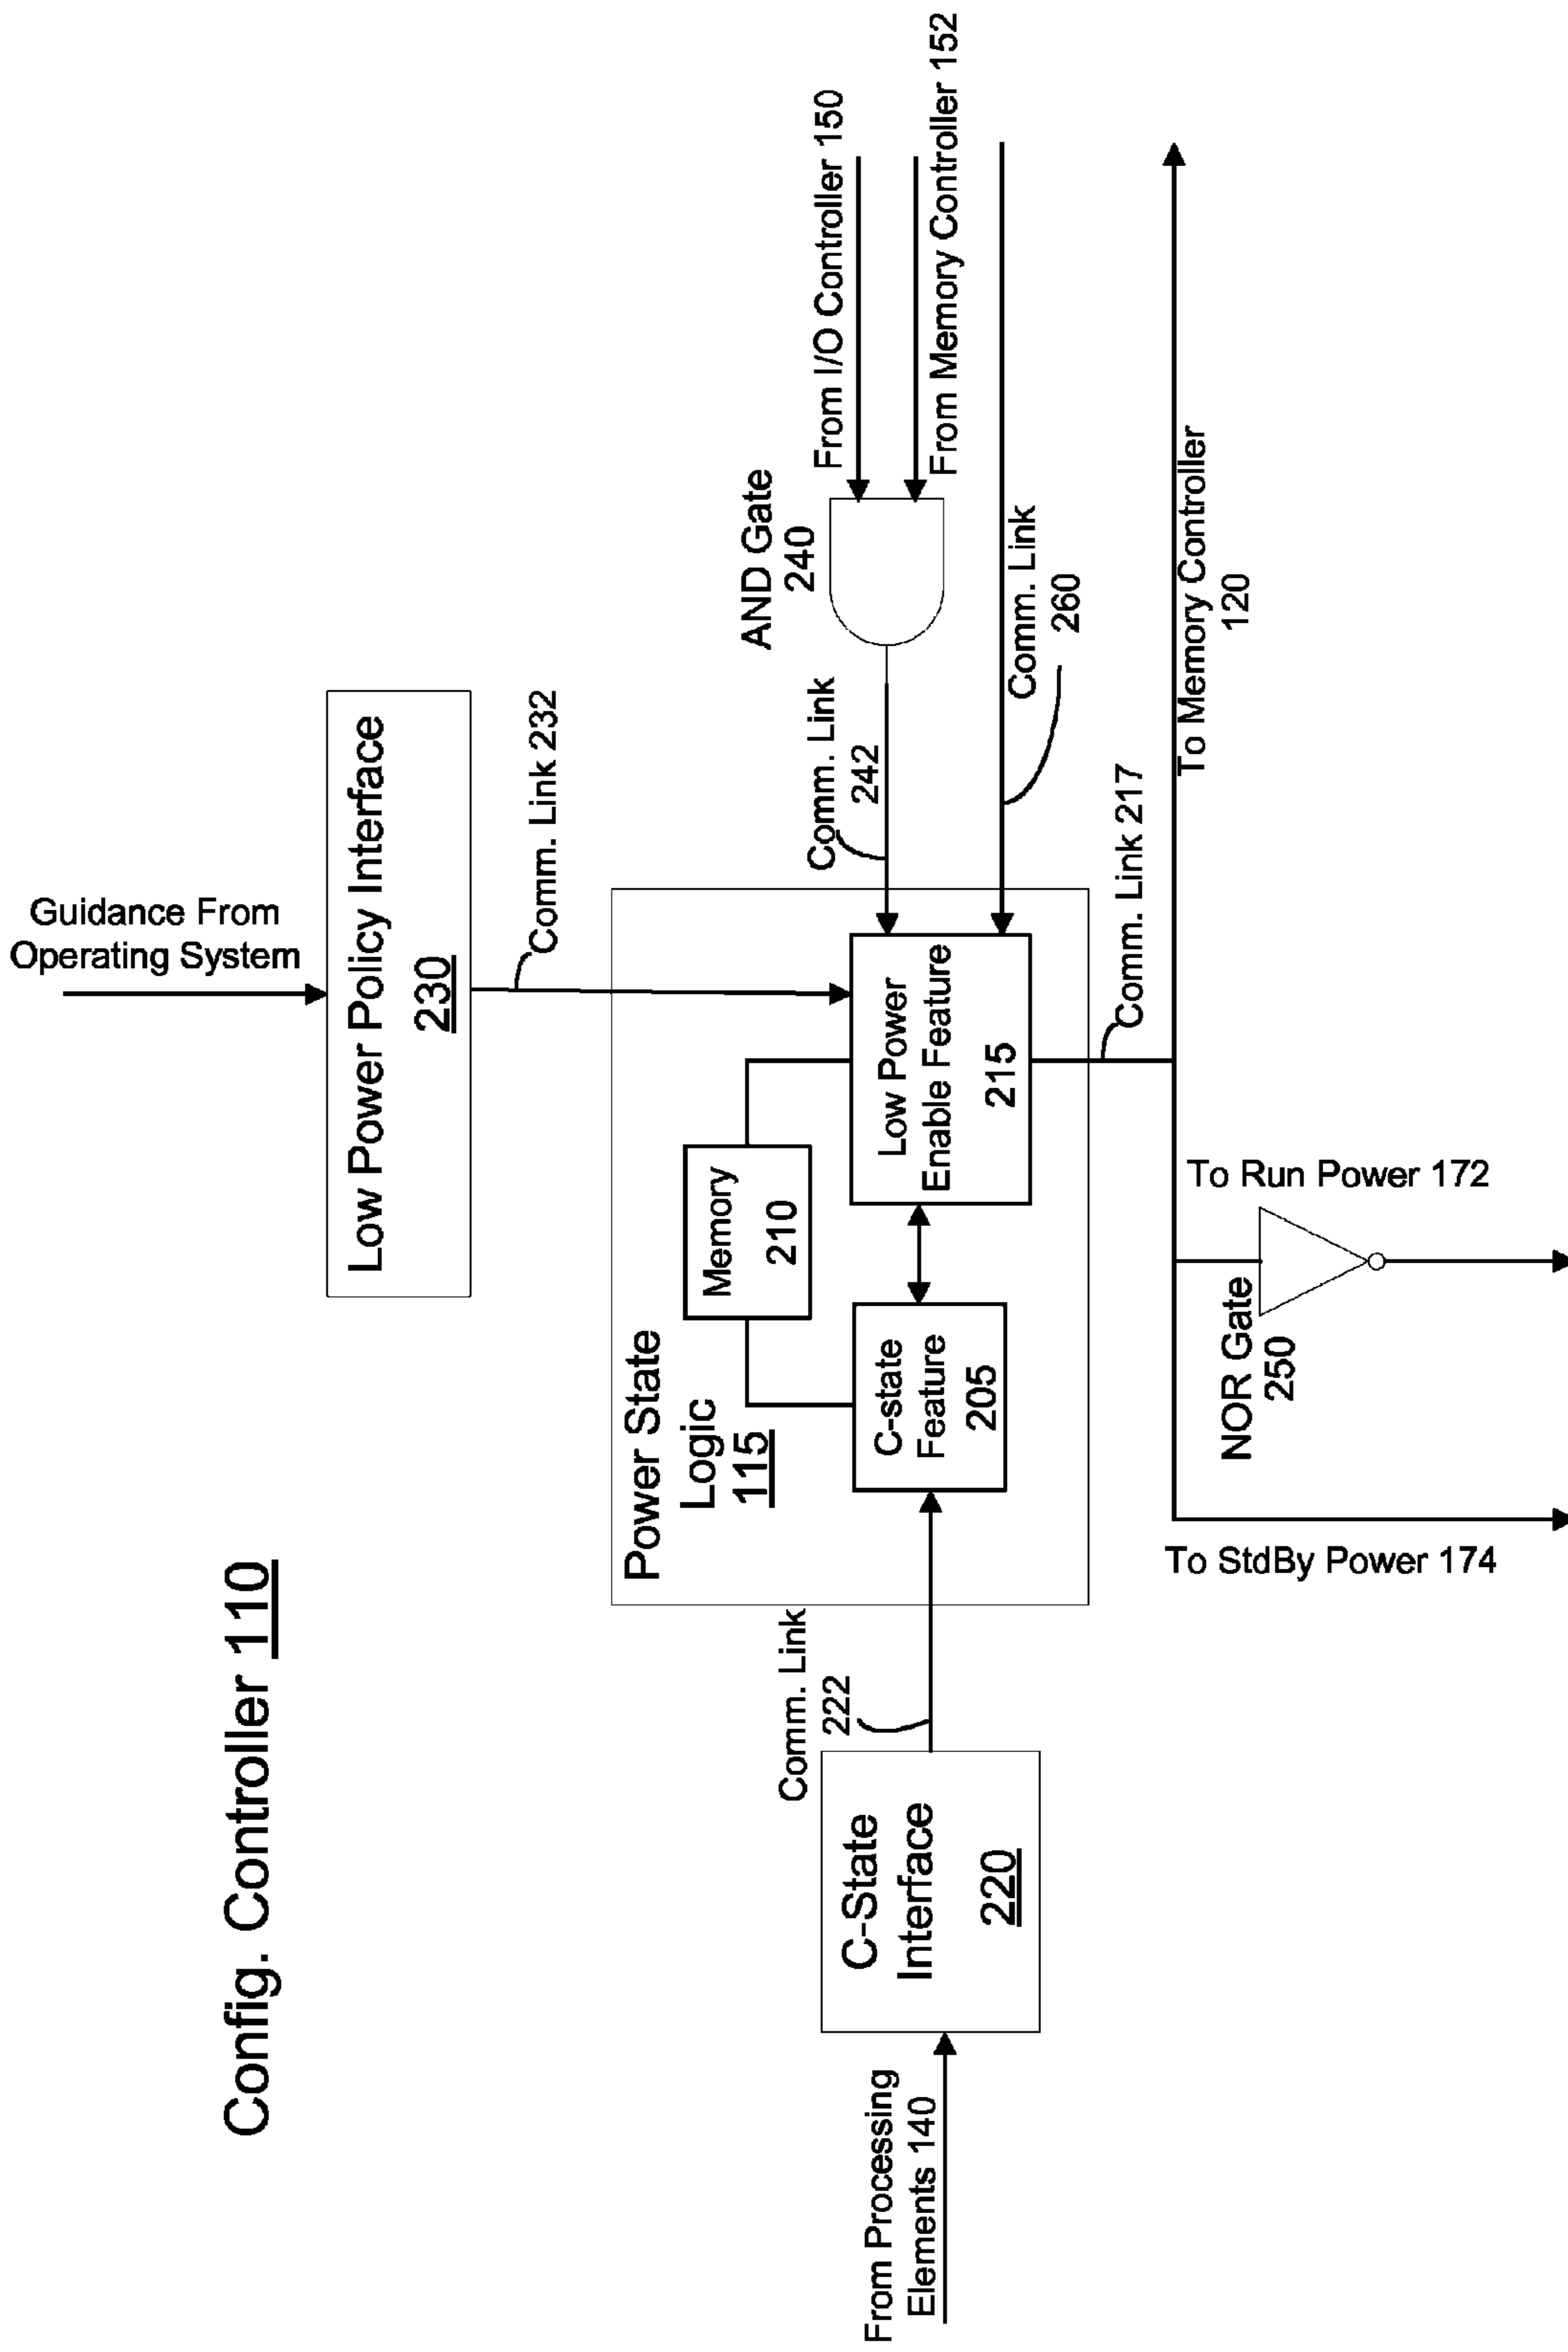 Config. Controller 110
Guidance From
Operating System
Low Power Policy Interface
230
Comm. Link 232
Power State
Logic
115
Memory
210
C-state
Feature
205
Low Power
Enable Feature
215
C-State
Interface
220
Comm. Link
222
From Processing
Elements 140
AND Gate
240
Comm. Link
242
From I/O Controller 150
From Memory Controller 152
Comm. Link
260
Comm. Link 217
To Memory Controller
120
To Run Power 172
NOR Gate
250
To StdBy Power 174